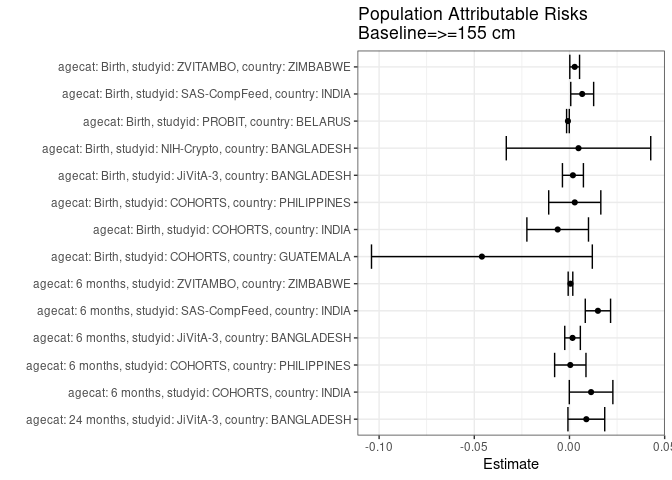 Population Attributable Risks
Baseline=>=155 cm
agecat: Birth, studyid: ZVITAMBO, country: ZIMBABWE
agecat: Birth, studyid: SAS-CompFeed, country: INDIA
agecat: Birth, studyid: PROBIT, country: BELARUS
agecat: Birth, studyid: NIH-Crypto, country: BANGLADESH
agecat: Birth, studyid: JiVitA-3, country: BANGLADESH
agecat: Birth, studyid: COHORTS, country: PHILIPPINES
agecat: Birth, studyid: COHORTS, country: INDIA
agecat: Birth, studyid: COHORTS, country: GUATEMALA
agecat: 6 months, studyid: ZVITAMBO, country: ZIMBABWE
agecat: 6 months, studyid: SAS-CompFeed, country: INDIA
agecat: 6 months, studyid: JiVitA-3, country: BANGLADESH
agecat: 6 months, studyid: COHORTS, country: PHILIPPINES
agecat: 6 months, studyid: COHORTS, country: INDIA
agecat: 24 months, studyid: JiVitA-3, country: BANGLADESH
-0.10 -0.05 0.00 0.05
Estimate